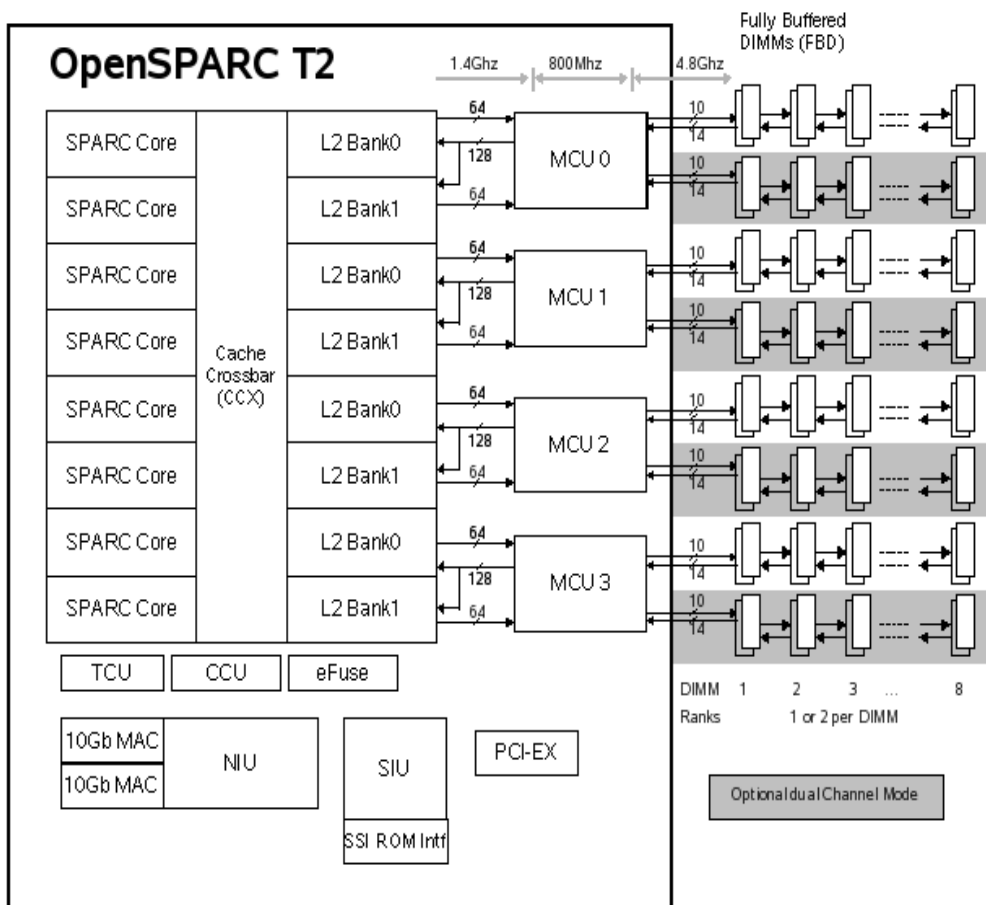 Fully Buffered
DIMMs (FBD)
OpenSPARC T2
1.4Ghz
800Mhz
4.8Ghz
SPARC Core
L2 Bank0
64
128
MCU 0
10
14
SPARC Core
L2 Bank1
64
10
14
SPARC Core
L2 Bank0
64
128
MCU 1
10
14
SPARC Core
L2 Bank1
64
10
14
Cache
Crossbar
(CCX)
SPARC Core
L2 Bank0
64
128
MCU 2
10
14
SPARC Core
L2 Bank1
64
10
14
SPARC Core
L2 Bank0
64
128
MCU 3
10
14
SPARC Core
L2 Bank1
64
10
14
TCU
CCU
eFuse
DIMM 1 2 3 ... 8
Ranks 1 or 2 per DIMM
10Gb MAC
10Gb MAC
NIU
SIU
SSI ROM Intf
PCI-EX
Optional dual Channel Mode